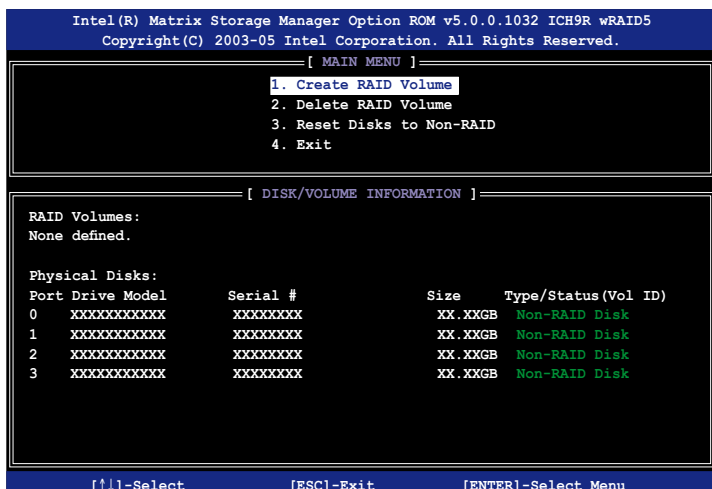 Intel(R) Matrix Storage Manager Option ROM v5.0.0.1032 ICH9R wRAID5
Copyright(C) 2003-05 Intel Corporation. All Rights Reserved.
[ MAIN MENU ]
1. Create RAID Volume
2. Delete RAID Volume
3. Reset Disks to Non-RAID
4. Exit
[ DISK/VOLUME INFORMATION ]
RAID Volumes:
None defined.
Physical Disks:
Port Drive Model Serial # Size Type/Status(Vol ID)
0 XXXXXXXXXXX XXXXXXXX XX.XXGB Non-RAID Disk
1 XXXXXXXXXXX XXXXXXXX XX.XXGB Non-RAID Disk
2 XXXXXXXXXXX XXXXXXXX XX.XXGB Non-RAID Disk
3 XXXXXXXXXXX XXXXXXXX XX.XXGB Non-RAID Disk
[↑↓]-Select [ESC]-Exit [ENTER]-Select Menu